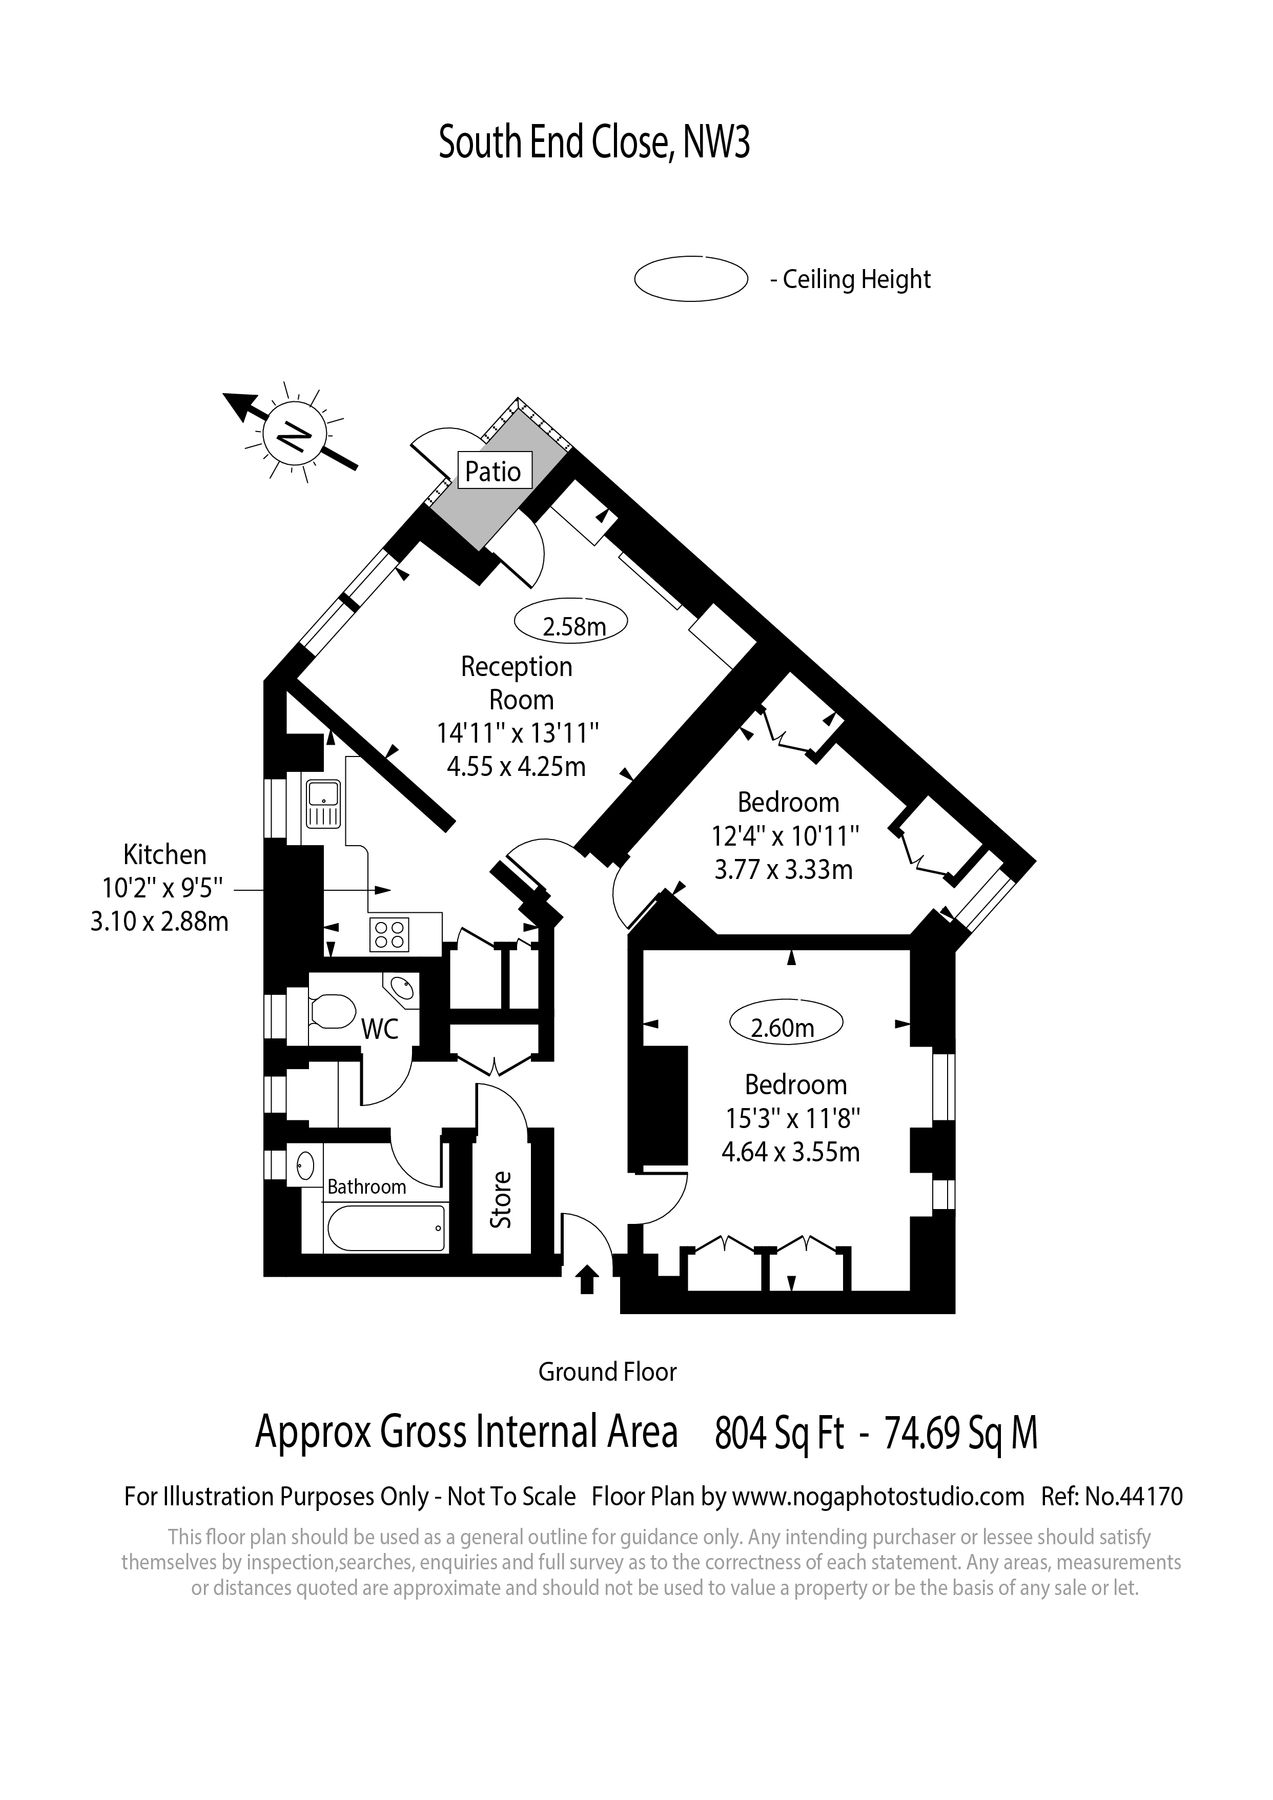 South End Close, NW3
- Ceiling Height
N
Patio
2.58m
Reception
Room
14'11" x 13'11"
4.55 x 4.25m
Bedroom
12'4" x 10'11"
3.77 x 3.33m
Kitchen
10'2" x 9'5"
3.10 x 2.88m
WC
2.60m
Bedroom
15'3" x 11'8"
4.64 x 3.55m
Bathroom
Store
Ground Floor
Approx Gross Internal Area 804 Sq Ft - 74.69 Sq M
For Illustration Purposes Only - Not To Scale Floor Plan by www.nogaphotostudio.com Ref: No.44170
This floor plan should be used as a general outline for guidance only. Any intending purchaser or lessee should satisfy
themselves by inspection,searches, enquiries and full survey as to the correctness of each statement. Any areas, measurements
or distances quoted are approximate and should not be used to value a property or be the basis of any sale or let.